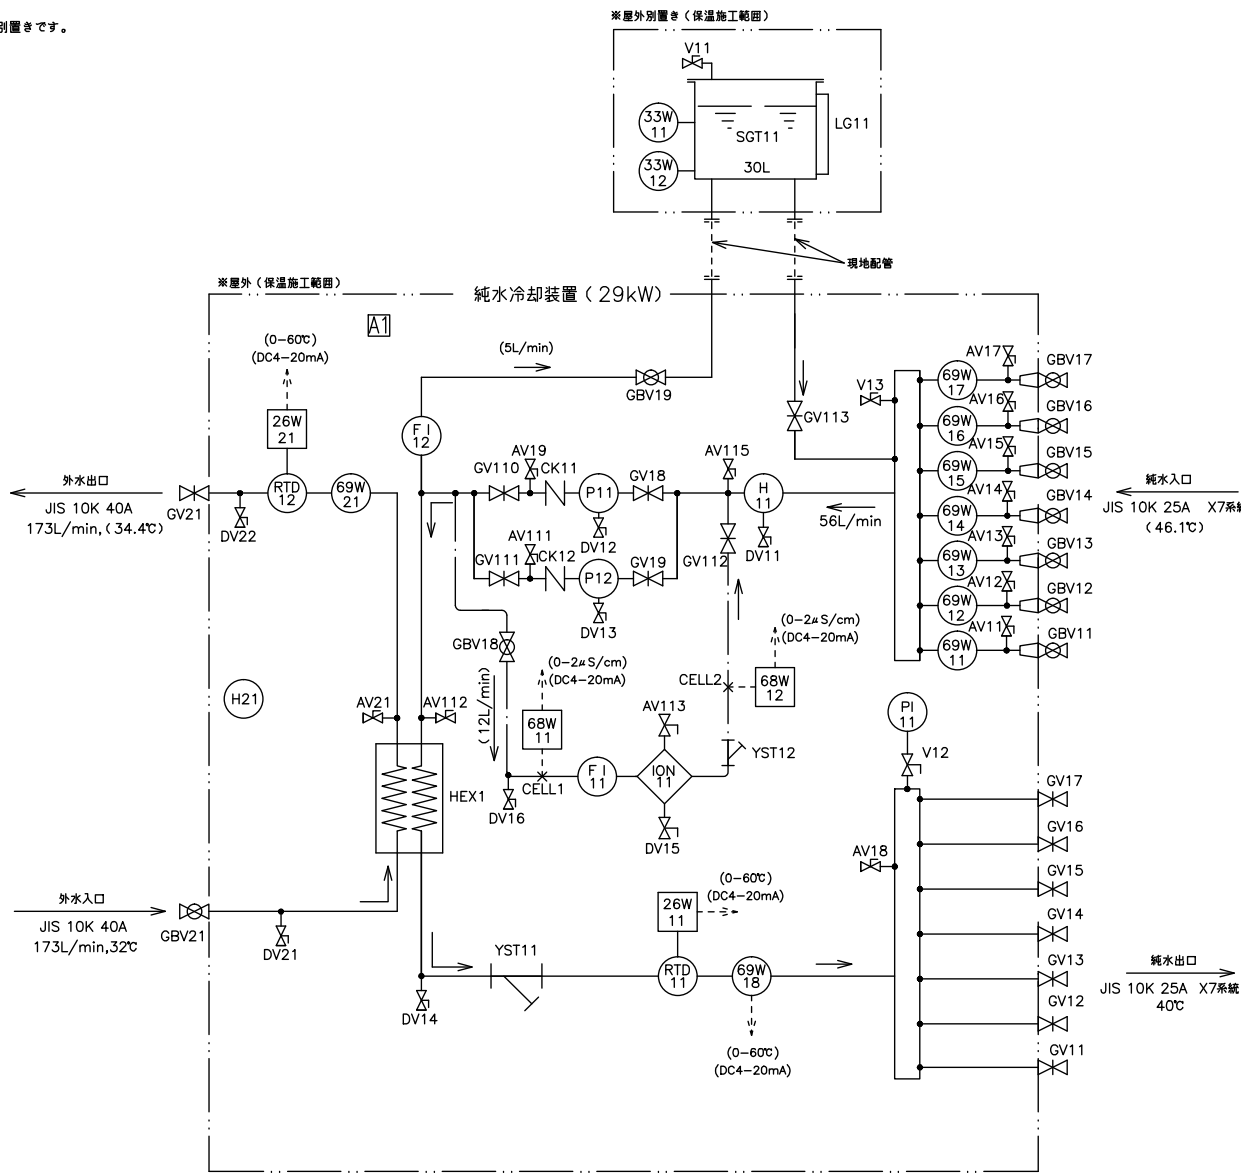 別置きです。
※屋外別置き(保温施工範囲)
V11
33W
11
33W
12
SGT11
30L
LG11
現地配管
※屋外(保温施工範囲)
純水冷却装置(29kW)
A1
(0-60℃)
(DC4-20mA)
26W
21
RTD
12
69W
21
外水出口
JIS 10K 40A
173L/min,(34.4℃)
GV21
DV22
(5L/min)
GBV19
FI
12
AV19
GV110
CK11
P11
GV18
DV12
AV111
GV111
CK12
P12
GV19
DV13
AV115
H
11
DV11
GV112
56L/min
GV113
V13
AV17
69W
17
GBV17
AV16
69W
16
GBV16
AV15
69W
15
GBV15
AV14
69W
14
GBV14
AV13
69W
13
GBV13
AV12
69W
12
GBV12
AV11
69W
11
GBV11
純水入口
JIS 10K 25A X7系統
(46.1℃)
GBV18
(12L/min)
(0-2μS/cm)
(DC4-20mA)
68W
11
CELL1
DV16
FI
11
AV113
ION
11
DV15
YST12
CELL2
68W
12
(0-2μS/cm)
(DC4-20mA)
H21
AV21
AV112
HEX1
外水入口
JIS 10K 40A
173L/min,32℃
GBV21
DV21
DV14
YST11
(0-60℃)
(DC4-20mA)
26W
11
RTD
11
69W
18
(0-60℃)
(DC4-20mA)
PI
11
V12
AV18
GV17
GV16
GV15
GV14
GV13
GV12
GV11
純水出口
JIS 10K 25A X7系統
40℃